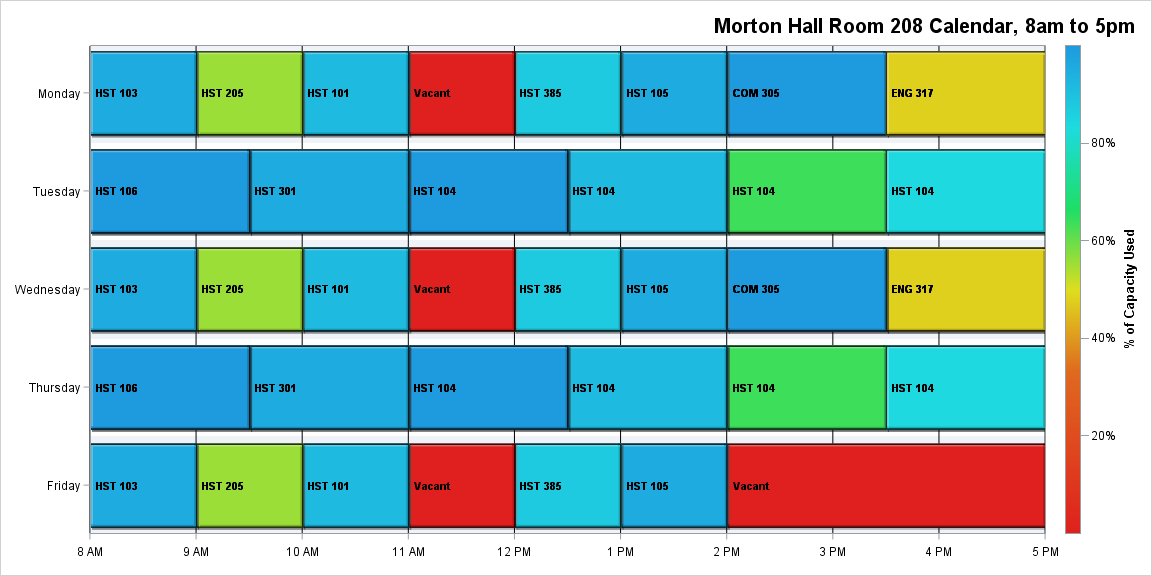 Morton Hall Room 208 Calendar, 8am to 5pm
Monday HST 103 HST 205 HST 101 Vacant HST 385 HST 105 COM 305 ENG 317
Tuesday HST 106 HST 301 HST 104 HST 104 HST 104 HST 104
Wednesday HST 103 HST 205 HST 101 Vacant HST 385 HST 105 COM 305 ENG 317
Thursday HST 106 HST 301 HST 104 HST 104 HST 104 HST 104
Friday HST 103 HST 205 HST 101 Vacant HST 385 HST 105 Vacant
8 AM 9 AM 10 AM 11 AM 12 PM 1 PM 2 PM 3 PM 4 PM 5 PM
80%
60%
40%
20%
% of Capacity Used